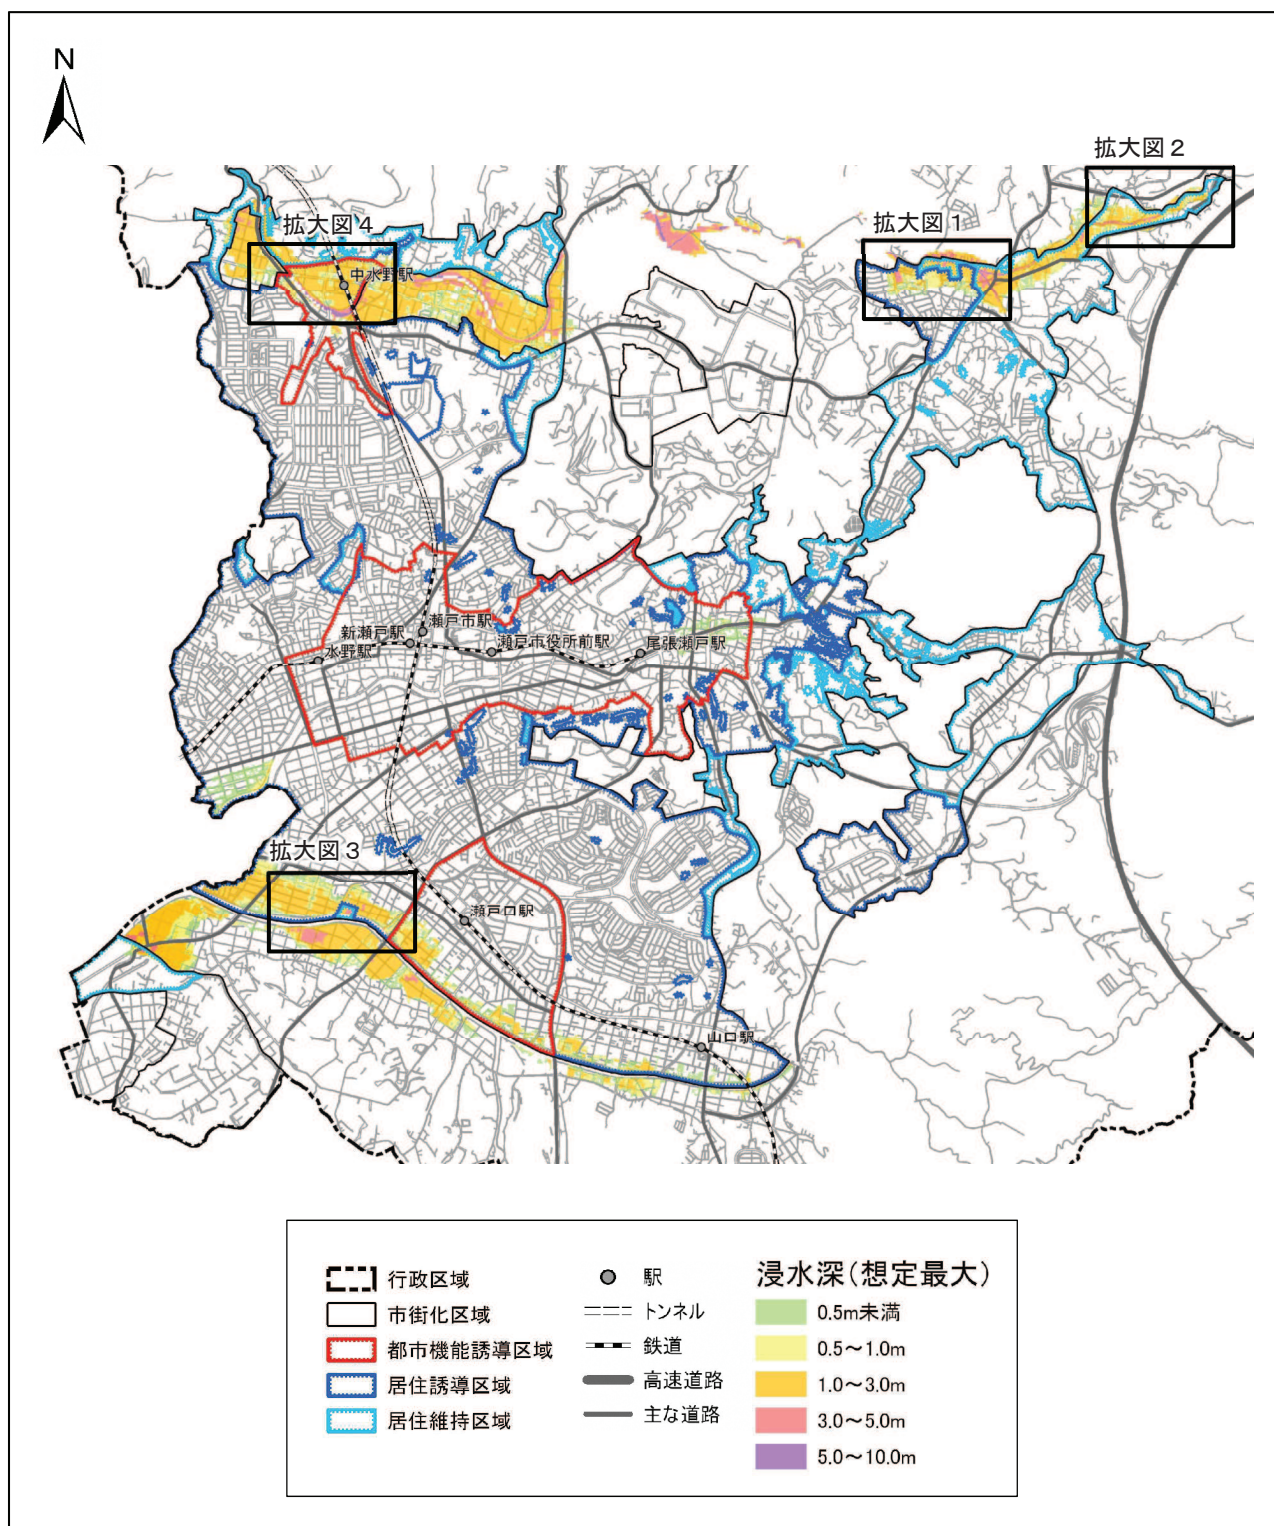 N
拡大図2
拡大図4
拡大図1
中水野駅
瀬戸市駅
新瀬戸駅
瀬戸市役所前駅
尾張瀬戸駅
水野駅
拡大図3
瀬戸口駅
山口駅
行政区域
市街化区域
都市機能誘導区域
居住誘導区域
居住維持区域
駅
トンネル
鉄道
高速道路
主な道路
浸水深(想定最大)
0.5m未満
0.5～1.0m
1.0～3.0m
3.0～5.0m
5.0～10.0m